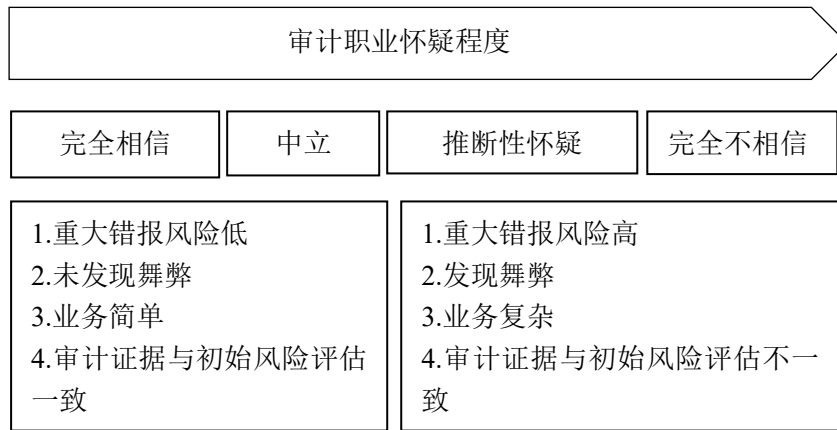 审计职业怀疑程度
完全相信 中立 推断性怀疑 完全不相信
1.重大错报风险低
2.未发现舞弊
3.业务简单
4.审计证据与初始风险评估
一致
1.重大错报风险高
2.发现舞弊
3.业务复杂
4.审计证据与初始风险评估不一
致